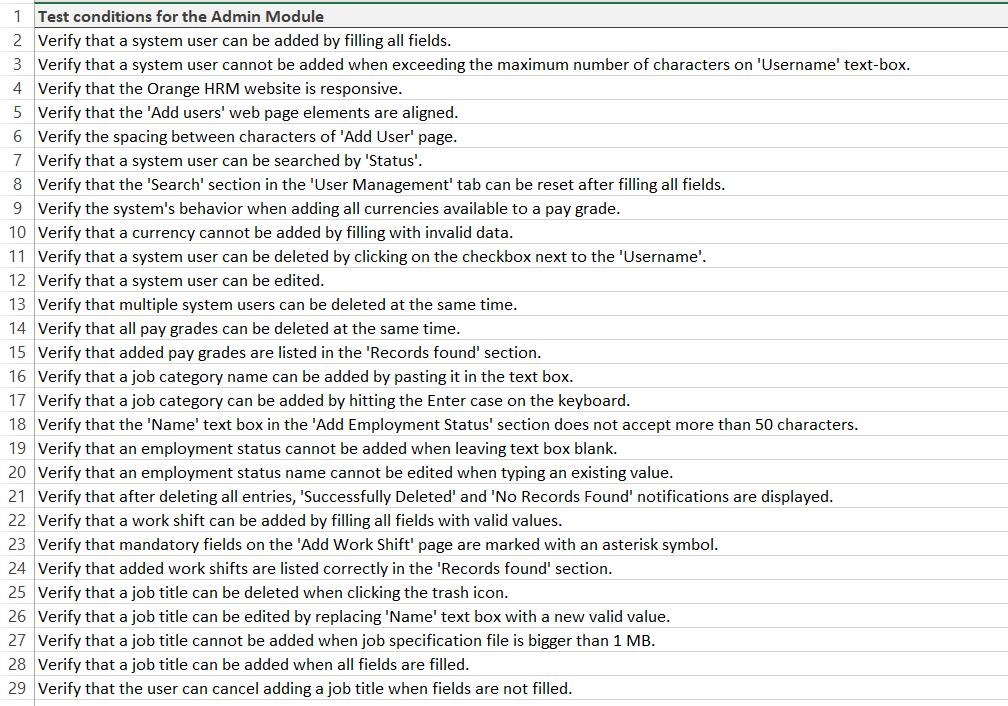 1 Test conditions for the Admin Module
2 Verify that a system user can be added by filling all fields.
3 Verify that a system user cannot be added when exceeding the maximum number of characters on 'Username' text-box.
4 Verify that the Orange HRM website is responsive.
5 Verify that the 'Add users' web page elements are aligned.
6 Verify the spacing between characters of 'Add User' page.
7 Verify that a system user can be searched by 'Status'.
8 Verify that the 'Search' section in the 'User Management' tab can be reset after filling all fields.
9 Verify the system's behavior when adding all currencies available to a pay grade.
10 Verify that a currency cannot be added by filling with invalid data.
11 Verify that a system user can be deleted by clicking on the checkbox next to the 'Username'.
12 Verify that a system user can be edited.
13 Verify that multiple system users can be deleted at the same time.
14 Verify that all pay grades can be deleted at the same time.
15 Verify that added pay grades are listed in the 'Records found' section.
16 Verify that a job category name can be added by pasting it in the text box.
17 Verify that a job category can be added by hitting the Enter case on the keyboard.
18 Verify that the 'Name' text box in the 'Add Employment Status' section does not accept more than 50 characters.
19 Verify that an employment status cannot be added when leaving text box blank.
20 Verify that an employment status name cannot be edited when typing an existing value.
21 Verify that after deleting all entries, 'Successfully Deleted' and 'No Records Found' notifications are displayed.
22 Verify that a work shift can be added by filling all fields with valid values.
23 Verify that mandatory fields on the 'Add Work Shift' page are marked with an asterisk symbol.
24 Verify that added work shifts are listed correctly in the 'Records found' section.
25 Verify that a job title can be deleted when clicking the trash icon.
26 Verify that a job title can be edited by replacing 'Name' text box with a new valid value.
27 Verify that a job title cannot be added when job specification file is bigger than 1 MB.
28 Verify that a job title can be added when all fields are filled.
29 Verify that the user can cancel adding a job title when fields are not filled.